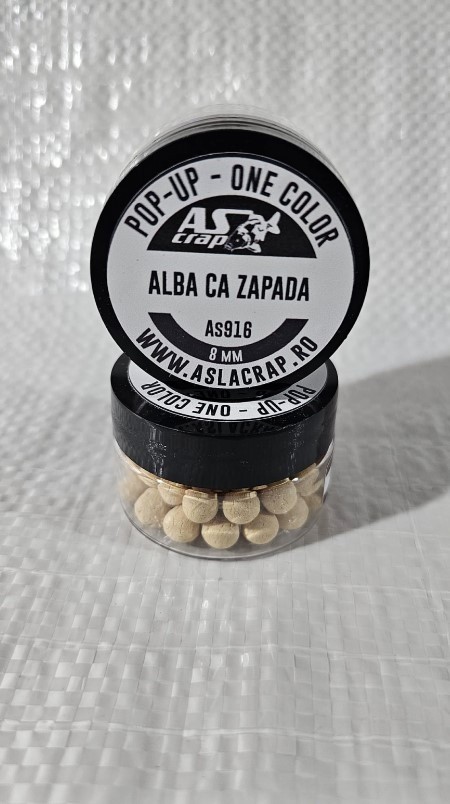 POP-UP - ONE COLOR
AS
crap
ALBA CA ZAPADA
As916
8 MM
WWW.ASLACRAP.RO
POP-UP - ONE COLOR